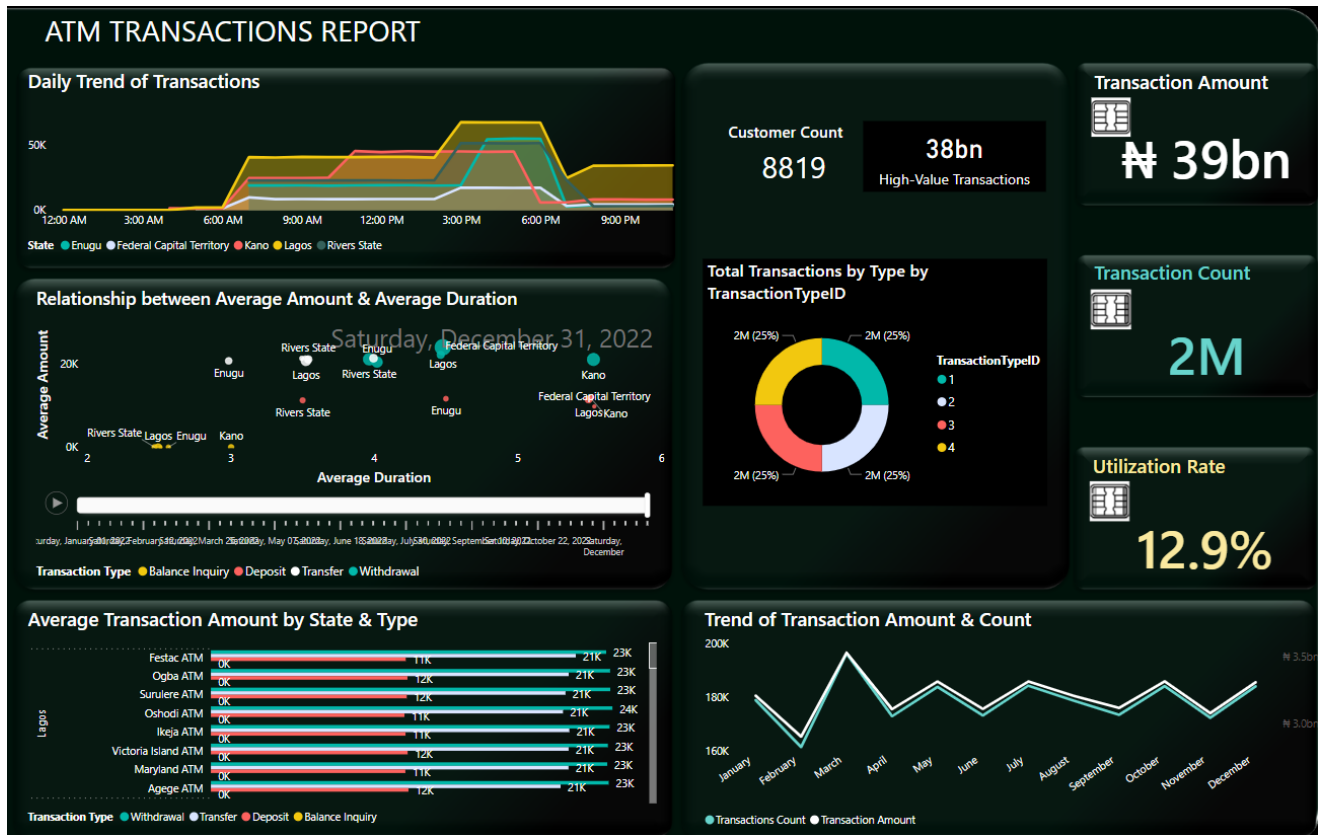 ATM TRANSACTIONS REPORT
Daily Trend of Transactions
50K
0K
12:00 AM 3:00 AM 6:00 AM 9:00 AM 12:00 PM 3:00 PM 6:00 PM 9:00 PM
State Enugu Federal Capital Territory Kano Lagos Rivers State
Relationship between Average Amount & Average Duration
Saturday, December 31, 2022
Average Amount
20K
0K
Enugu
Rivers State
Lagos
Enugu
Rivers State
Federal Capital Territory
Lagos
Kano
Rivers State
Enugu
Federal Capital Territory
Lagos Kano
Rivers State Lagos Enugu Kano
2 3 4 5 6
Average Duration
December
Transaction Type Balance Inquiry Deposit Transfer Withdrawal
Average Transaction Amount by State & Type
Lagos
Festac ATM 23K 21K 11K 0K
Ogba ATM 23K 21K 12K 0K
Surulere ATM 23K 21K 12K 0K
Oshodi ATM 24K 21K 11K 0K
Ikeja ATM 23K 21K 11K 0K
Victoria Island ATM 23K 21K 12K 0K
Maryland ATM 23K 21K 11K 0K
Agege ATM 23K 21K 12K 0K
Transaction Type Withdrawal Transfer Deposit Balance Inquiry
Customer Count
8819
38bn
High-Value Transactions
Total Transactions by Type by
TransactionTypeID
2M (25%) 2M (25%)
2M (25%) 2M (25%)
TransactionTypeID
1
2
3
4
Transaction Amount
₦ 39bn
Transaction Count
2M
Utilization Rate
12.9%
Trend of Transaction Amount & Count
200K
180K
160K
₦ 3.5bn
₦ 3.0bn
January February March April May June July August September October November December
Transactions Count Transaction Amount